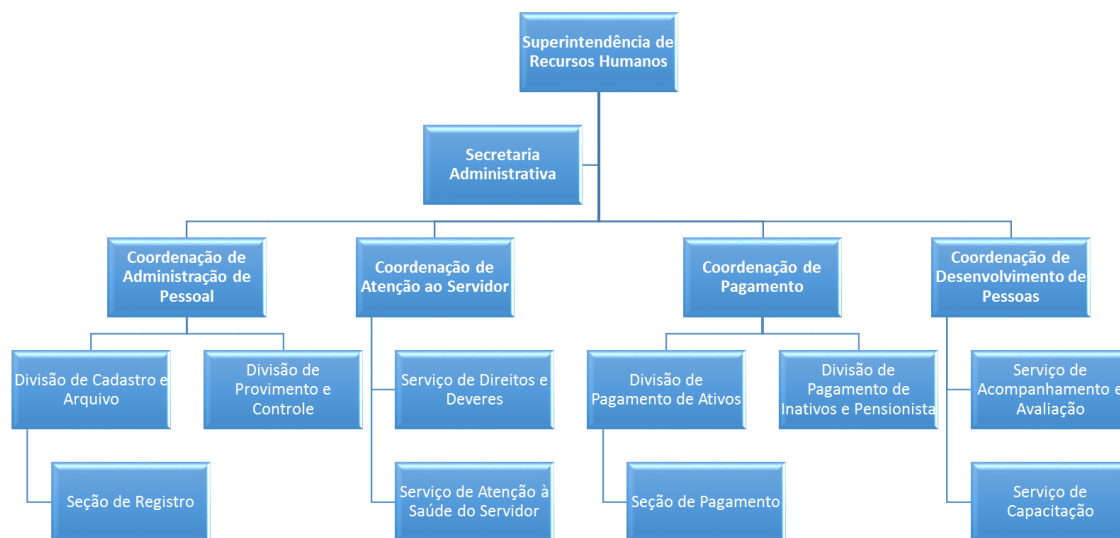 Superintendência de
Recursos Humanos
Secretaria
Administrativa
Coordenação de
Administração de
Pessoal
Coordenação de
Atenção ao Servidor
Coordenação de
Pagamento
Coordenação de
Desenvolvimento de
Pessoas
Divisão de Cadastro e
Arquivo
Divisão de
Provimento e
Controle
Serviço de Direitos e
Deveres
Divisão de
Pagamento de Ativos
Divisão de
Pagamento de
Inativos e Pensionista
Serviço de
Acompanhamento e
Avaliação
Seção de Registro
Serviço de Atenção à
Saúde do Servidor
Seção de Pagamento
Serviço de
Capacitação